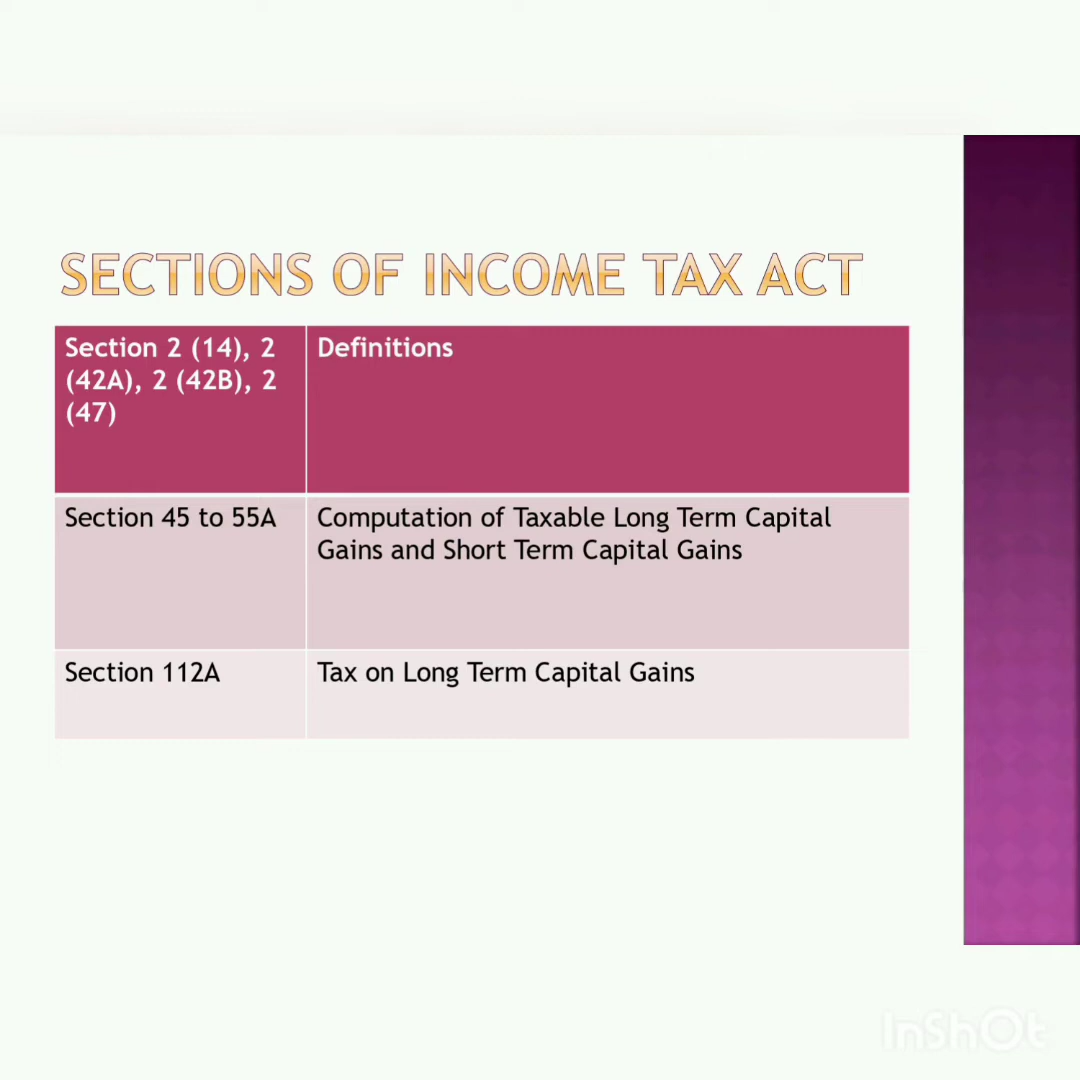 SECTIONS OF INCOME TAX ACT
Section 2 (14), 2
(42A), 2 (42B), 2
(47)
Definitions
Section 45 to 55A
Computation of Taxable Long Term Capital
Gains and Short Term Capital Gains
Section 112A
Tax on Long Term Capital Gains
InShOt